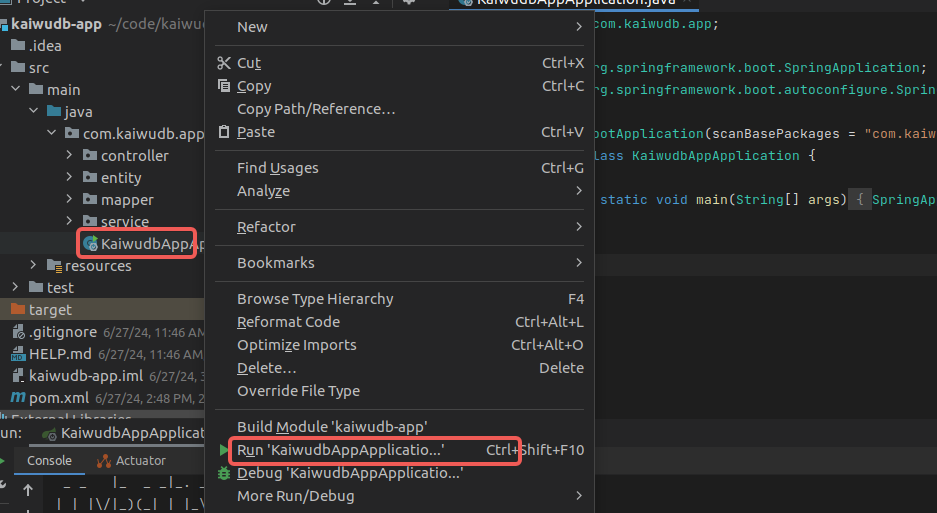 Project
KaiwudbAppApplication.java
kaiwudb-app ~/code/kaiwud
.idea
src
main
java
com.kaiwudb.app
controller
entity
mapper
service
KaiwudbAppAp
resources
test
target
.gitignore 6/27/24, 11:46 AM
HELP.md 6/27/24, 11:46 AM
kaiwudb-app.iml 6/27/24, 3
pom.xml 6/27/24, 2:48 PM, 2
External Libraries
New
Cut Ctrl+X
Copy Ctrl+C
Copy Path/Reference…
Paste Ctrl+V
Find Usages Ctrl+G
Analyze
Refactor
Bookmarks
Browse Type Hierarchy F4
Reformat Code Ctrl+Alt+L
Optimize Imports Ctrl+Alt+O
Delete… Delete
Override File Type
Build Module 'kaiwudb-app'
Run 'KaiwudbAppApplicatio…' Ctrl+Shift+F10
Debug 'KaiwudbAppApplicatio…'
More Run/Debug
com.kaiwudb.app;
rg.springframework.boot.SpringApplication;
rg.springframework.boot.autoconfigure.Sprin
ootApplication(scanBasePackages = "com.kaiw
lass KaiwudbAppApplication {
static void main(String[] args) { SpringAp
un: KaiwudbAppApplicat
Console Actuator